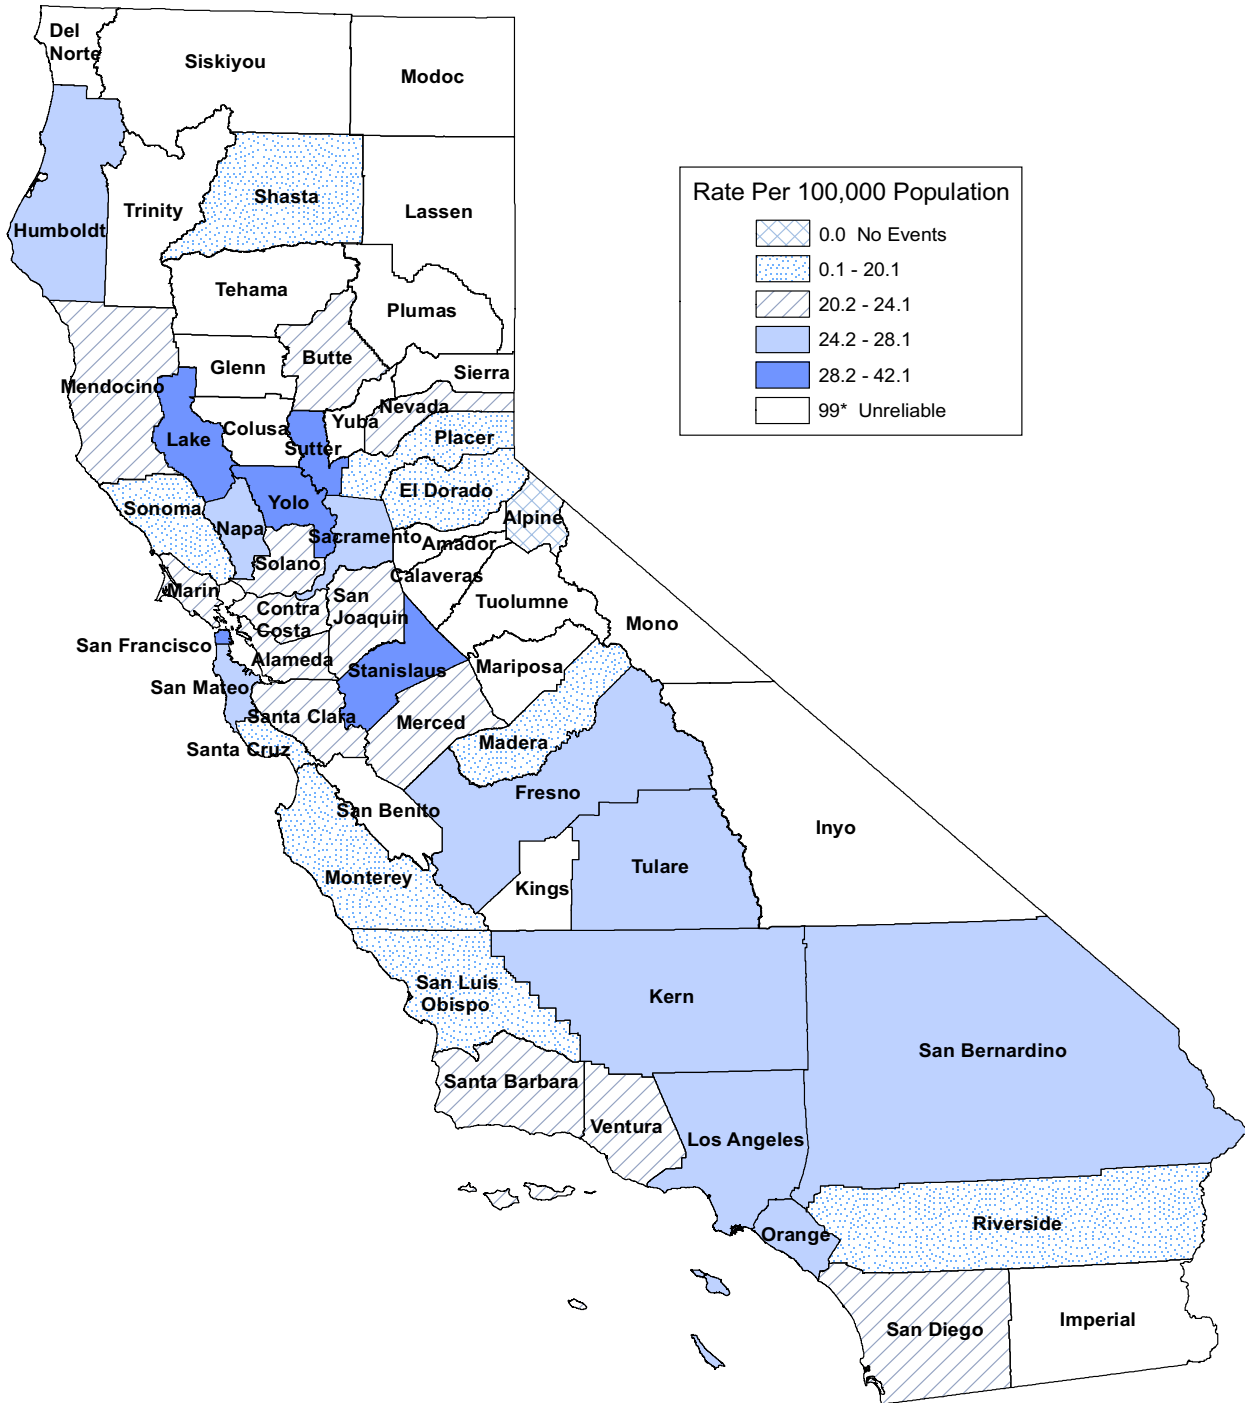 Del
Norte
Siskiyou
Modoc
Rate Per 100,000 Population
0.0 No Events
0.1 - 20.1
20.2 - 24.1
24.2 - 28.1
28.2 - 42.1
99* Unreliable
Shasta
Trinity
Lassen
Humboldt
Tehama
Plumas
Butte
Glenn
Sierra
Mendocino
Nevada
Yuba
Colusa
Placer
Lake
Sutter
El Dorado
Yolo
Sonoma
Alpine
Napa
Sacramento
Amador
Solano
Calaveras
Marin
San
Joaquin
Tuolumne
Contra
Costa
Mono
San Francisco
Alameda
Stanislaus
Mariposa
San Mateo
Santa Clara
Merced
Madera
Santa Cruz
Fresno
San Benito
Inyo
Tulare
Monterey
Kings
San Luis
Obispo
Kern
San Bernardino
Santa Barbara
Ventura
Los Angeles
Riverside
Orange
Imperial
San Diego